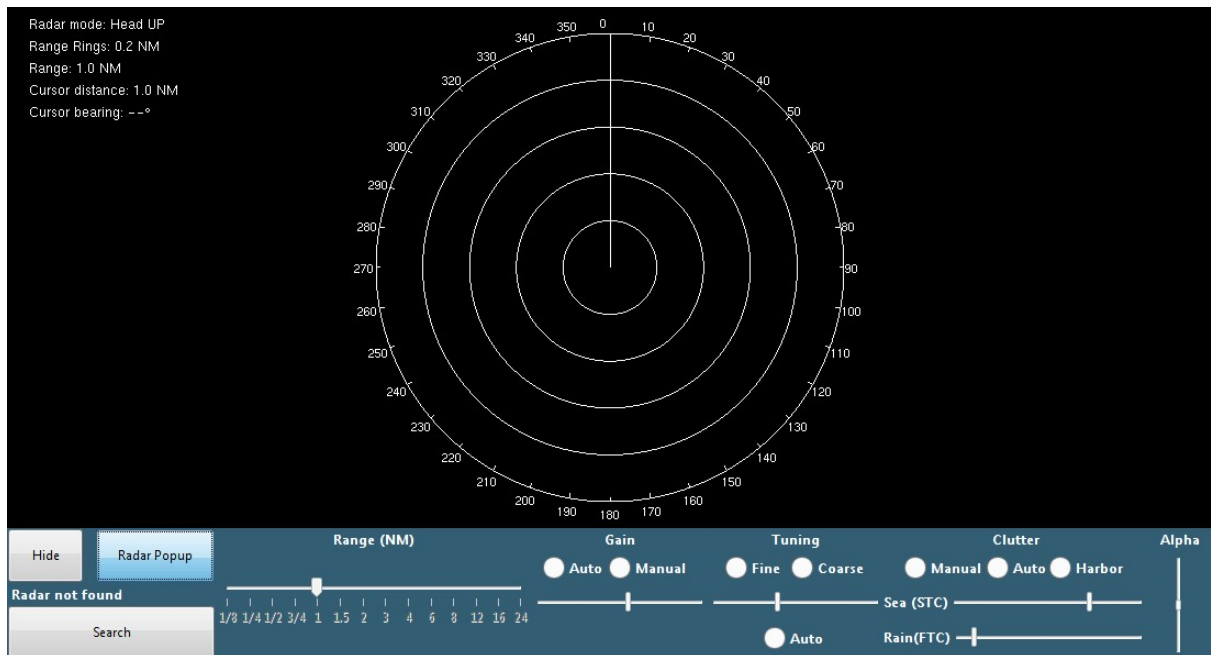 Radar mode: Head UP
Range Rings: 0.2 NM
Range: 1.0 NM
Cursor distance: 1.0 NM
Cursor bearing: --°
0
10
20
30
40
50
60
70
80
90
100
110
120
130
140
150
160
170
180
190
200
210
220
230
240
250
260
270
280
290
300
310
320
330
340
350
Hide
Radar Popup
Radar not found
Search
Range (NM)
1/8 1/4 1/2 3/4 1 1.5 2 3 4 6 8 12 16 24
Gain
Auto Manual
Tuning
Fine Coarse
Auto
Clutter
Manual Auto Harbor
Sea (STC)
Rain(FTC)
Alpha